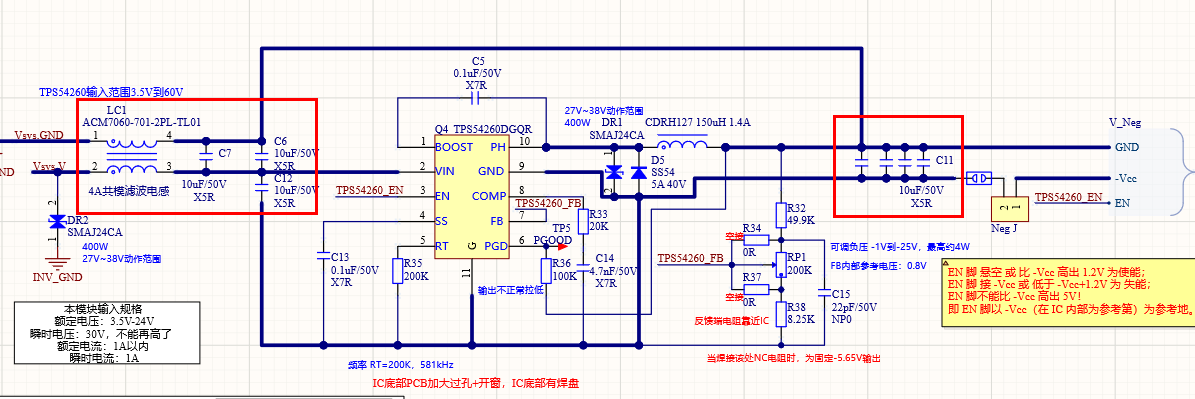 TPS54260输入范围3.5V到60V
LC1
ACM7060-701-2PL-TL01
Vsys.GND
1
4
2
3
Vsys.V
4A共模滤波电感
C7
10uF/50V
X5R
C6
10uF/50V
X5R
C12
10uF/50V
X5R
2
DR2
SMAJ24CA
1
400W
27V~38V动作范围
INV_GND
本模块输入规格
额定电压：3.5V-24V
瞬时电压：30V，不能再高了
额定电流：1A以内
瞬时电流：1A
C5
0.1uF/50V
X7R
Q4 TPS54260DGQR
1
BOOST
PH
10
2
VIN
GND
9
TPS54260_EN
3
EN
COMP
8
4
SS
FB
7
5
RT
PGD
6
G
11
TPS54260_FB
C13
0.1uF/50V
X7R
R35
200K
TP5
PGOOD
R33
20K
R36
100K
C14
4.7nF/50V
X7R
输出不正常拉低
频率 RT=200K，581kHz
IC底部PCB加大过孔+开窗，IC底部有焊盘
27V~38V动作范围
400W
DR1
SMAJ24CA
1
2
CDRH127 150uH 1.4A
D5
SS54
5A 40V
R32
49.9K
空接
R34
0R
RP1
200K
TPS54260_FB
R37
空接
0R
R38
8.25K
C15
22pF/50V
NP0
反馈端电阻靠近IC
当焊接该处NC电阻时，为固定-5.65V输出
C11
10uF/50V
X5R
V_Neg
GND
-Vcc
EN
TPS54260_EN
2
1
Neg J
可调负压 -1V到-25V，最高约4W
FB内部参考电压：0.8V
EN 脚 悬空 或 比 -Vcc 高出 1.2V 为使能；
EN 脚 接 -Vcc 或 低于 -Vcc+1.2V 为 失能；
EN 脚不能比 -Vcc 高出 5V！
即 EN 脚以 -Vcc（在 IC 内部为参考第）为参考地。